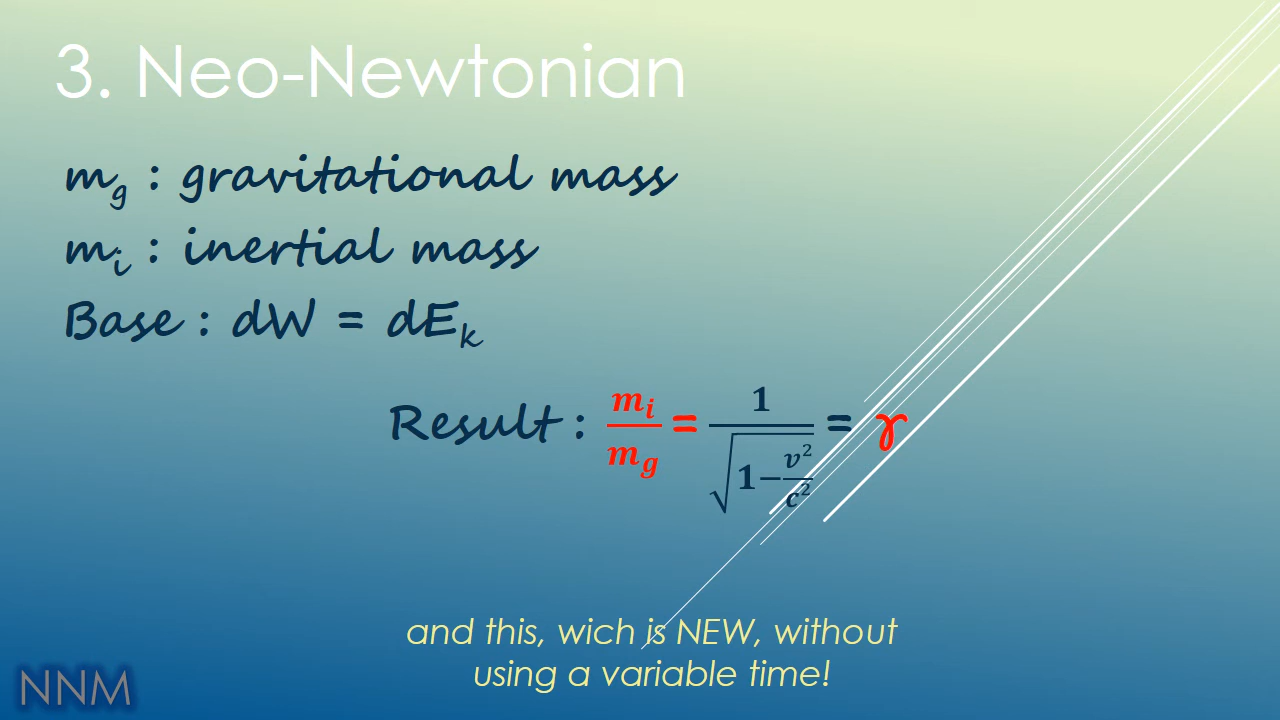 3. Neo-Newtonian
m_g : gravitational mass
m_i : inertial mass
Base : dW = dE_k
Result : m_i/m_g = 1/√(1−v²/c²) = γ
and this, wich is NEW, without
using a variable time!
NNM